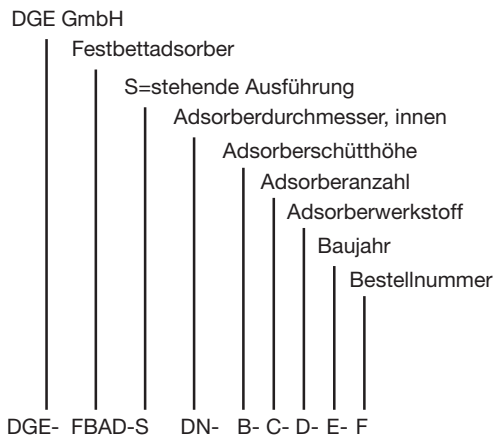 DGE GmbH
Festbettadsorber
S=stehende Ausführung
Adsorberdurchmesser, innen
Adsorberschütthöhe
Adsorberanzahl
Adsorberwerkstoff
Baujahr
Bestellnummer
DGE- FBAD-S DN- B- C- D- E- F